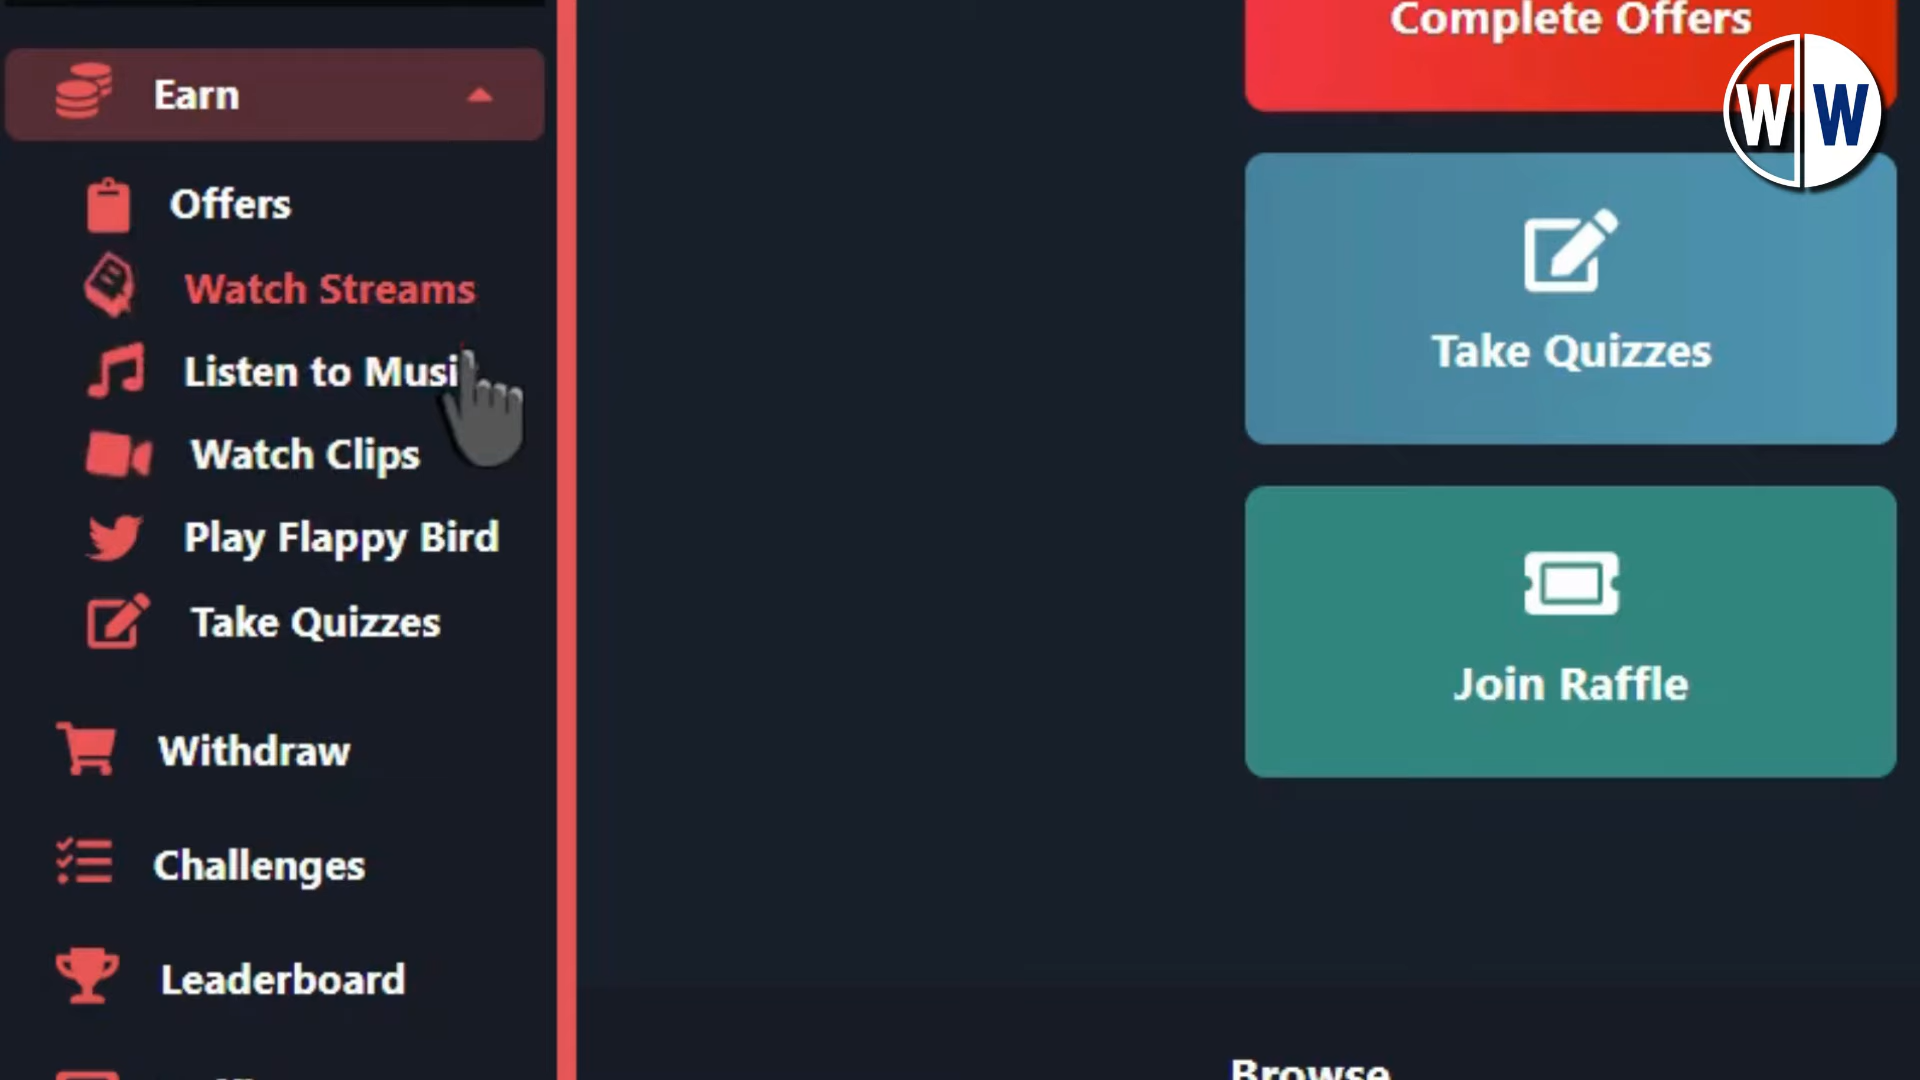 Earn
Offers
Watch Streams
Listen to Musi
Watch Clips
Play Flappy Bird
Take Quizzes
Withdraw
Challenges
Leaderboard
Complete Offers
WW
Take Quizzes
Join Raffle
Browse